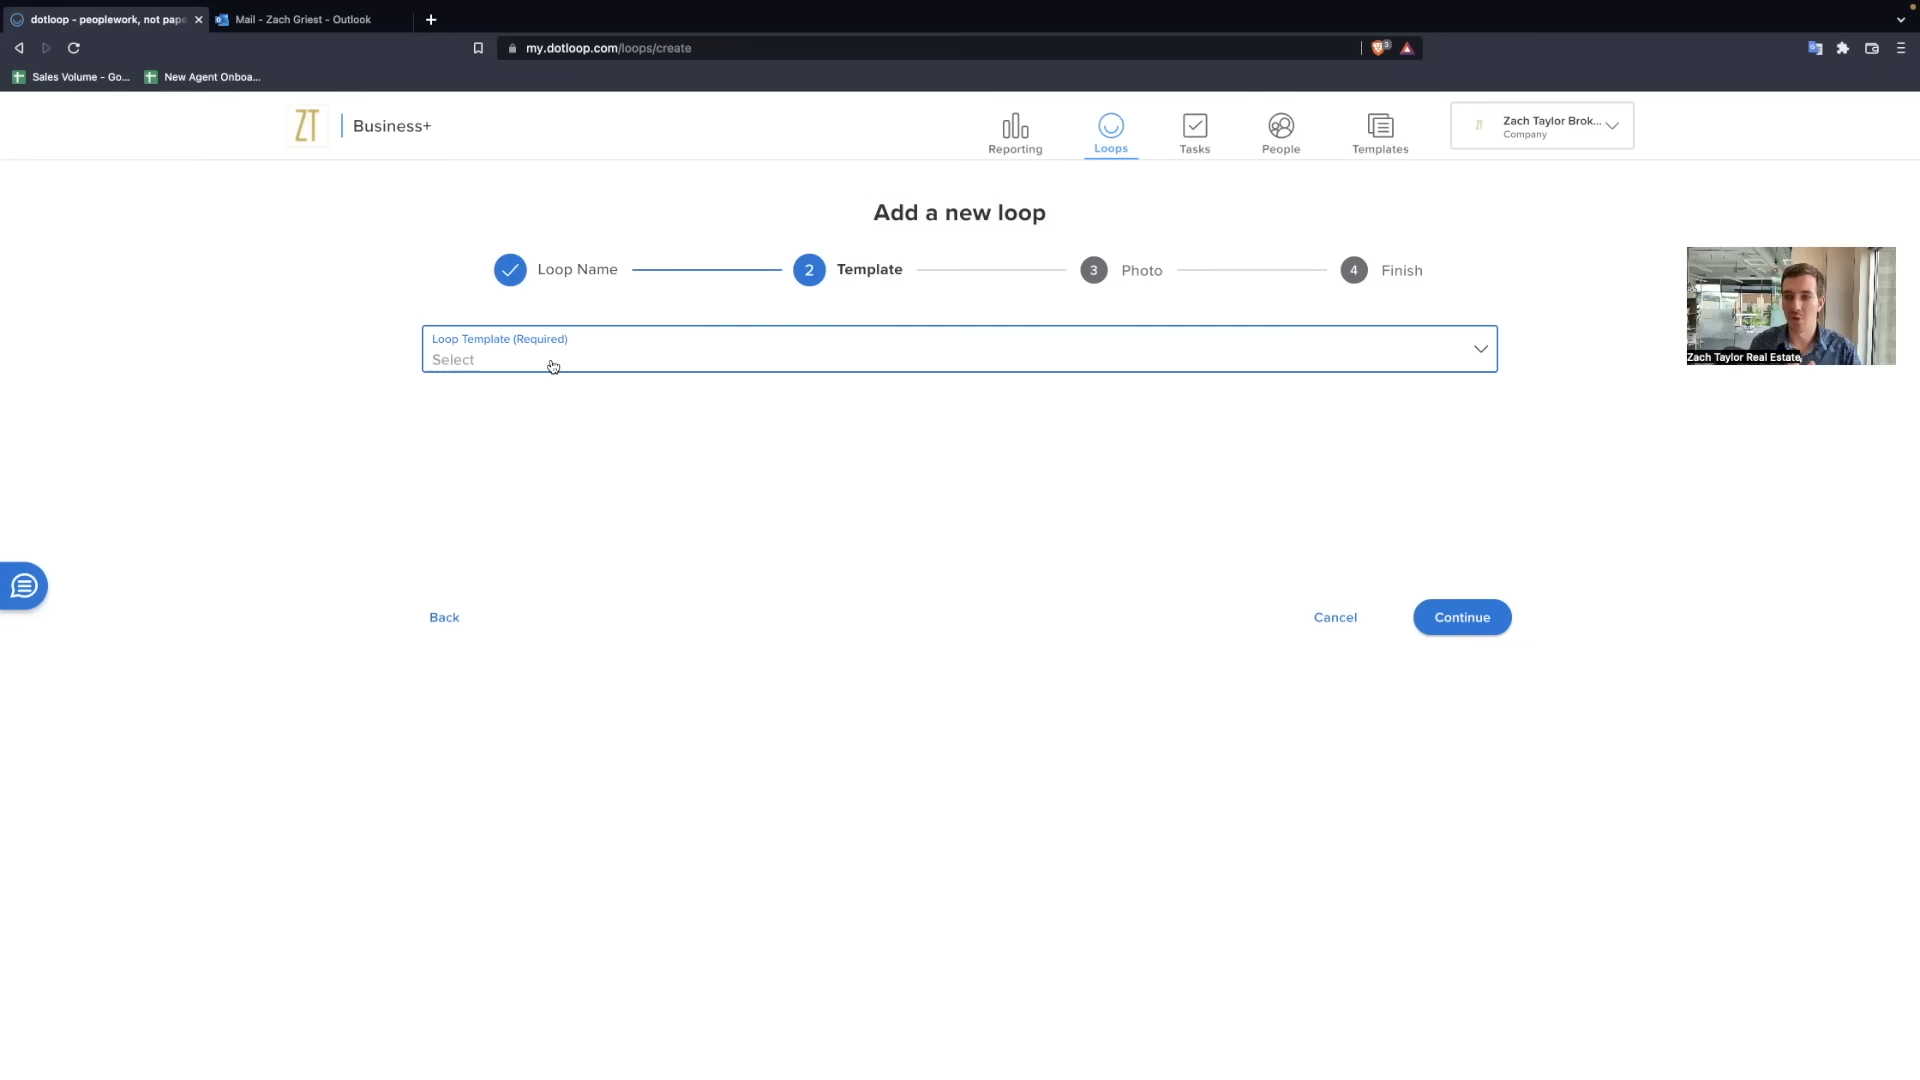 dotloop - peoplework, not pape
Mail - Zach Griest - Outlook
my.dotloop.com/loops/create
3
Sales Volume - Go...
New Agent Onboa...
ZT
Business+
Reporting
Loops
Tasks
People
Templates
Zach Taylor Brok...
Company
Add a new loop
Loop Name
2
Template
3
Photo
4
Finish
Loop Template (Required)
Select
Zach Taylor Real Estate
Back
Cancel
Continue